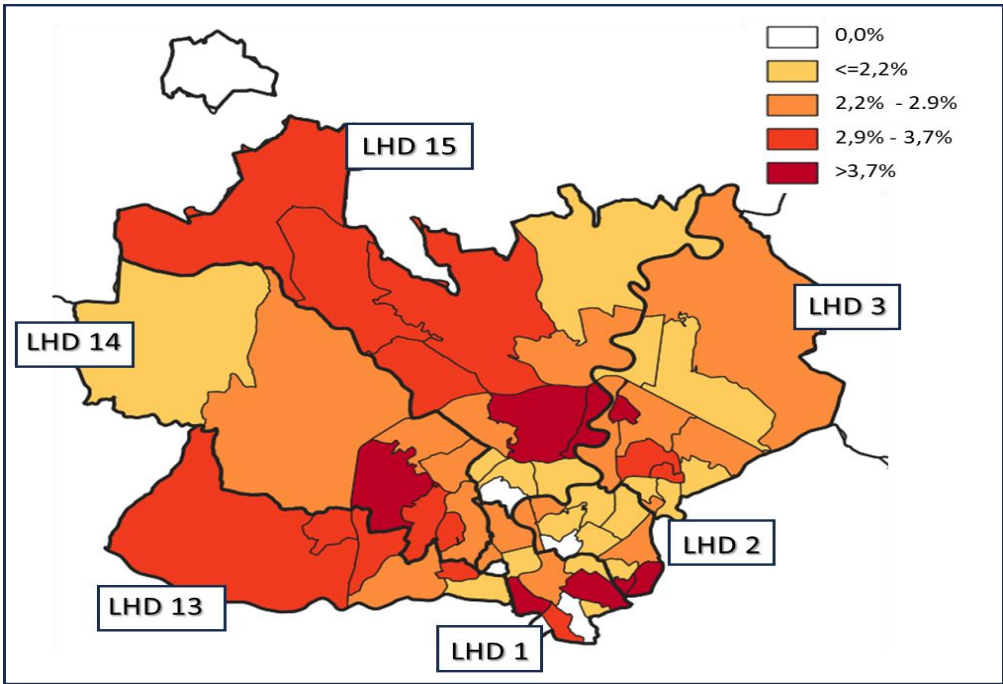 0,0%
<=2,2%
2,2% - 2.9%
2,9% - 3,7%
>3,7%
LHD 15
LHD 3
LHD 14
LHD 2
LHD 13
LHD 1